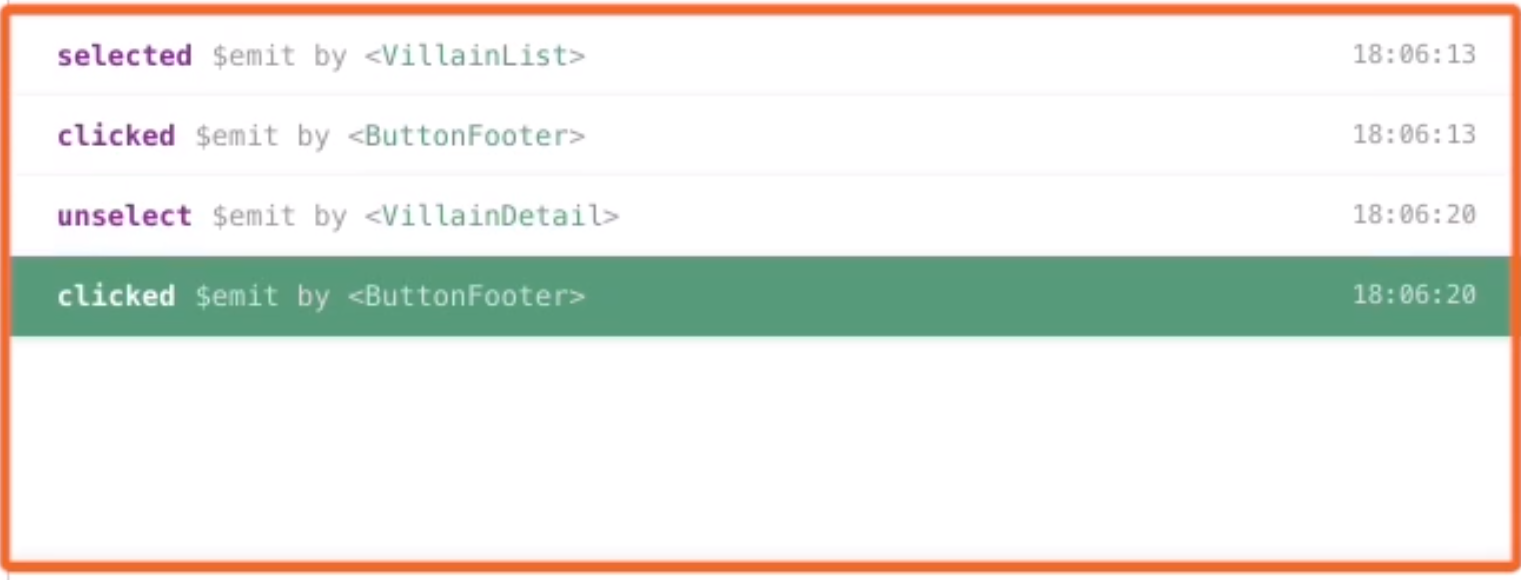 selected $emit by <VillainList> 18:06:13
clicked $emit by <ButtonFooter> 18:06:13
unselect $emit by <VillainDetail> 18:06:20
clicked $emit by <ButtonFooter> 18:06:20